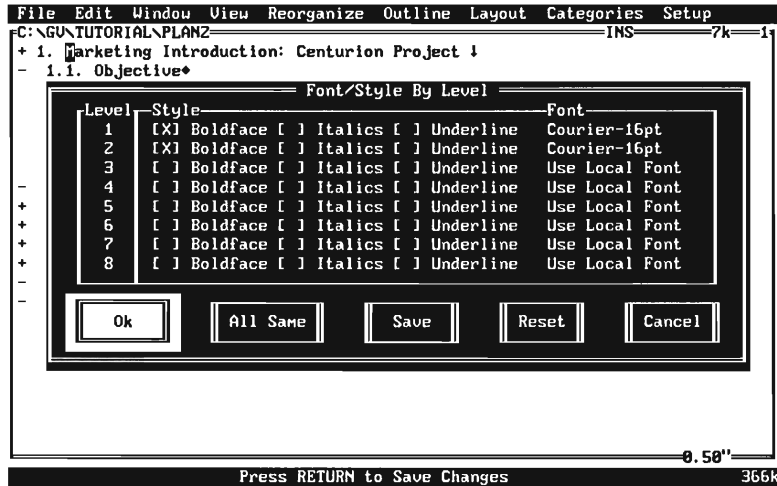 File Edit Window View Reorganize Outline Layout Categories Setup
C:\GV\TUTORIAL\PLAN2 INS 7k 1
+ 1. Marketing Introduction: Centurion Project ↓
- 1.1. Objective◆
Font/Style By Level
Level Style Font
1 [X] Boldface [ ] Italics [ ] Underline Courier-16pt
2 [X] Boldface [ ] Italics [ ] Underline Courier-16pt
3 [ ] Boldface [ ] Italics [ ] Underline Use Local Font
- 4 [ ] Boldface [ ] Italics [ ] Underline Use Local Font
+ 5 [ ] Boldface [ ] Italics [ ] Underline Use Local Font
+ 6 [ ] Boldface [ ] Italics [ ] Underline Use Local Font
+ 7 [ ] Boldface [ ] Italics [ ] Underline Use Local Font
+ 8 [ ] Boldface [ ] Italics [ ] Underline Use Local Font
-
-
Ok All Same Save Reset Cancel
0.50"
Press RETURN to Save Changes 366k